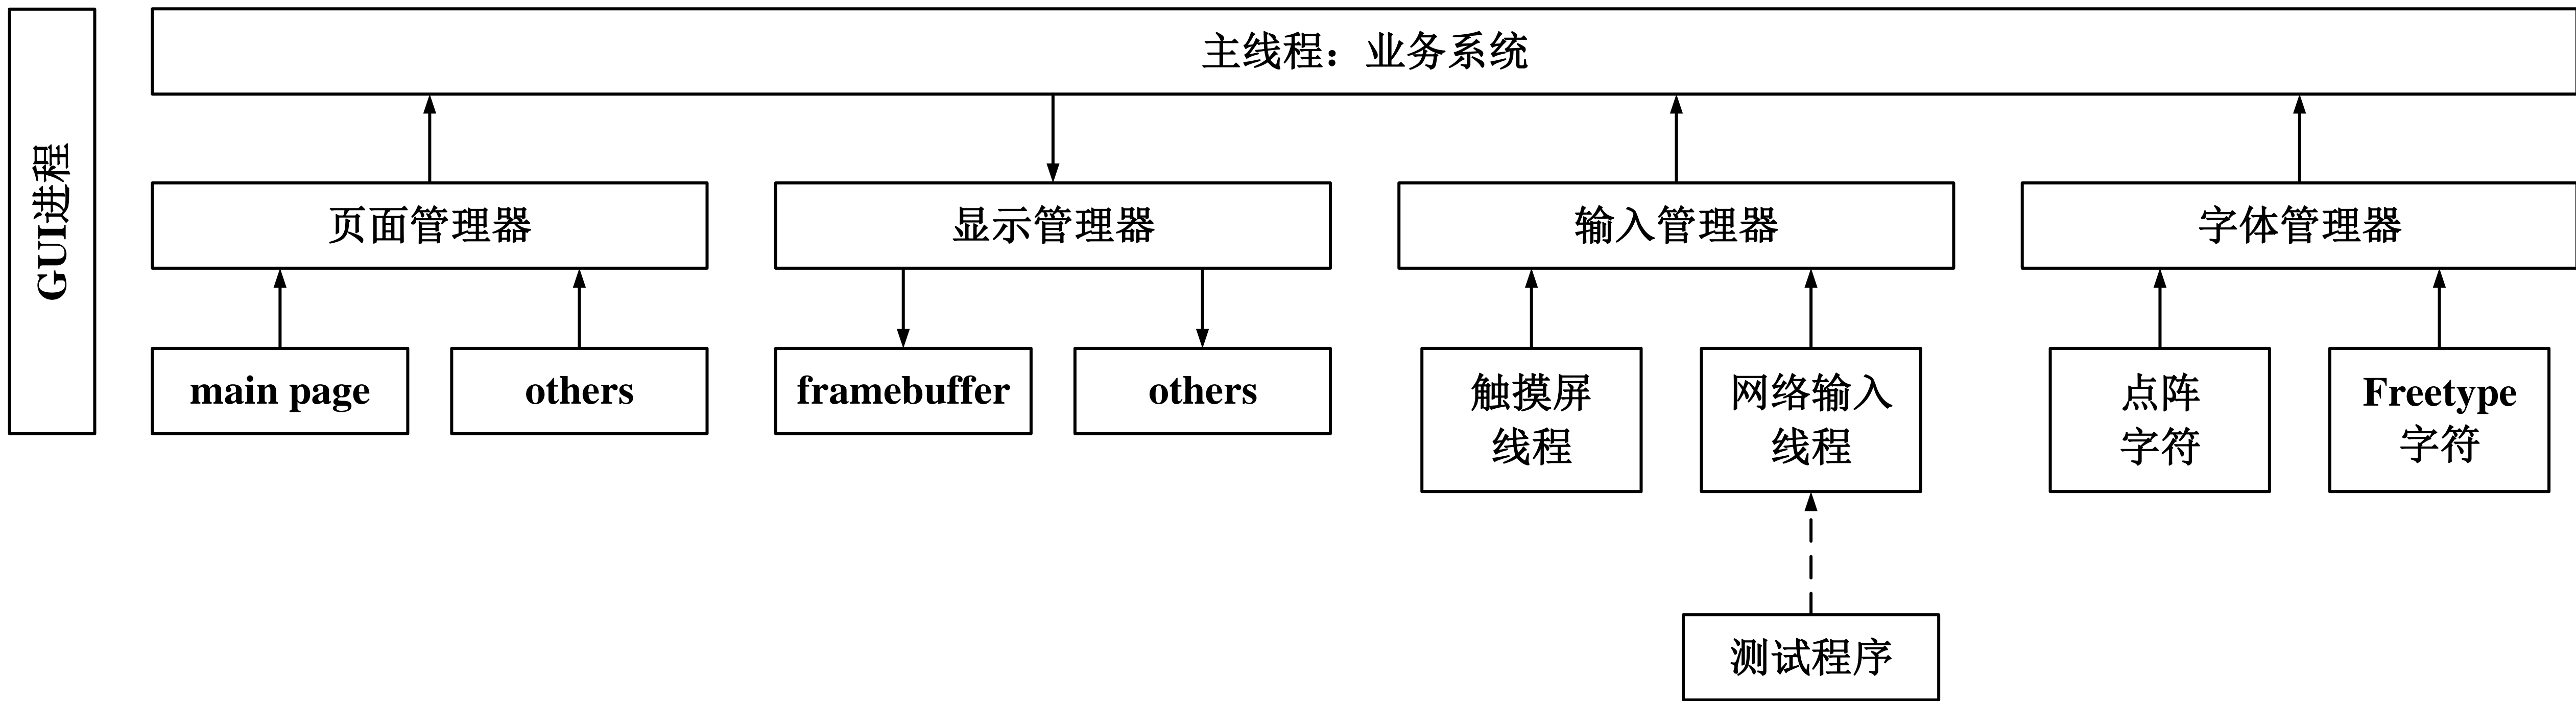 GUI进程
主线程：业务系统
页面管理器
显示管理器
输入管理器
字体管理器
main page
others
framebuffer
others
触摸屏
线程
网络输入
线程
点阵
字符
Freetype
字符
测试程序